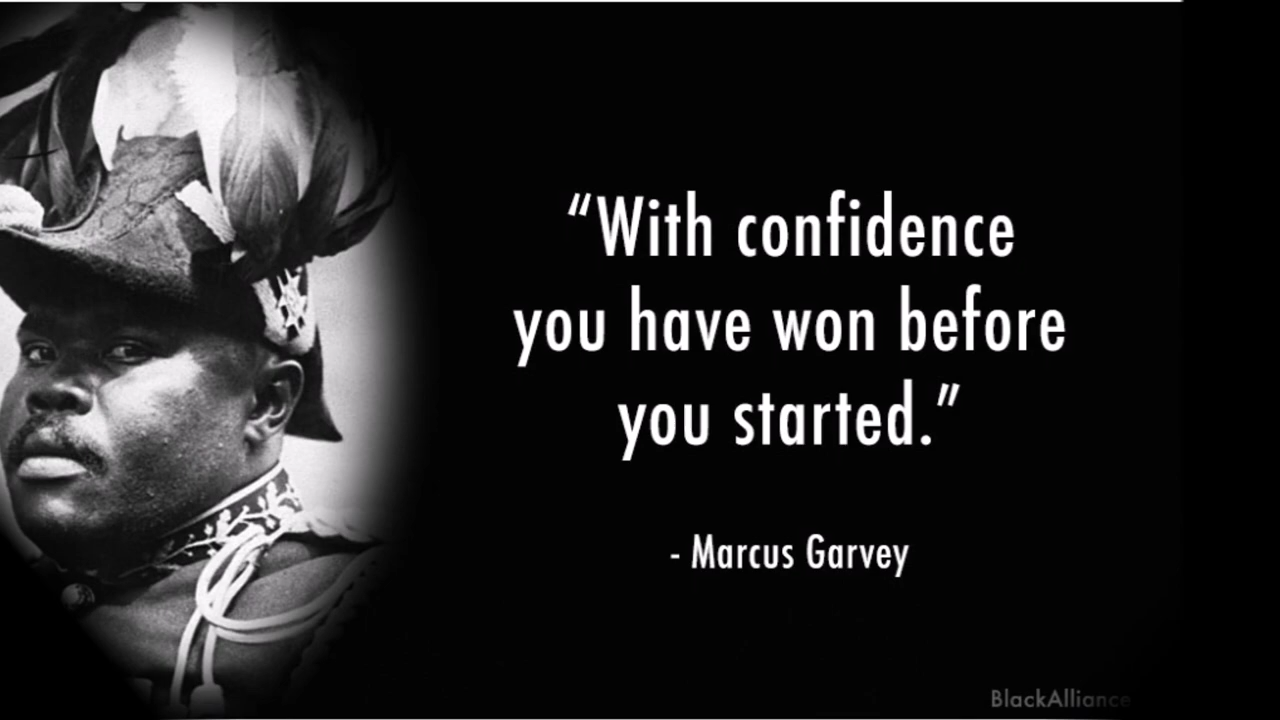 “With confidence
you have won before
you started.”
- Marcus Garvey
BlackAlliance